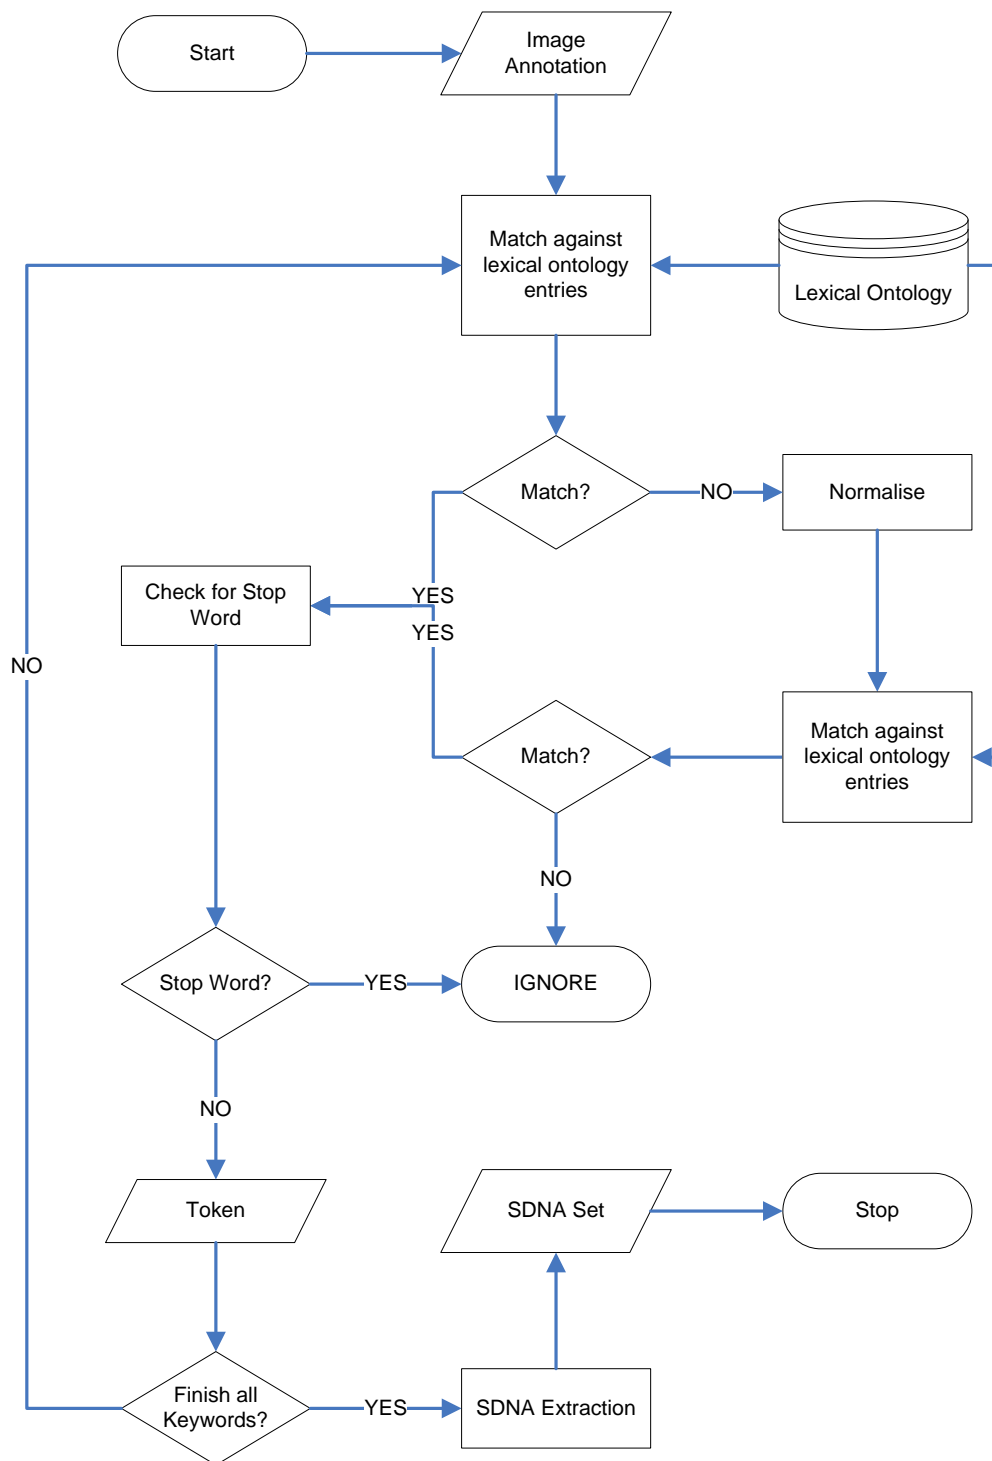 Start
Image
Annotation
Match against
lexical ontology
entries
Lexical Ontology
Match?
NO
Normalise
YES
Check for Stop
Word
YES
NO
Match?
Match against
lexical ontology
entries
NO
Stop Word?
YES
IGNORE
NO
Token
SDNA Set
Stop
Finish all
Keywords?
YES
SDNA Extraction